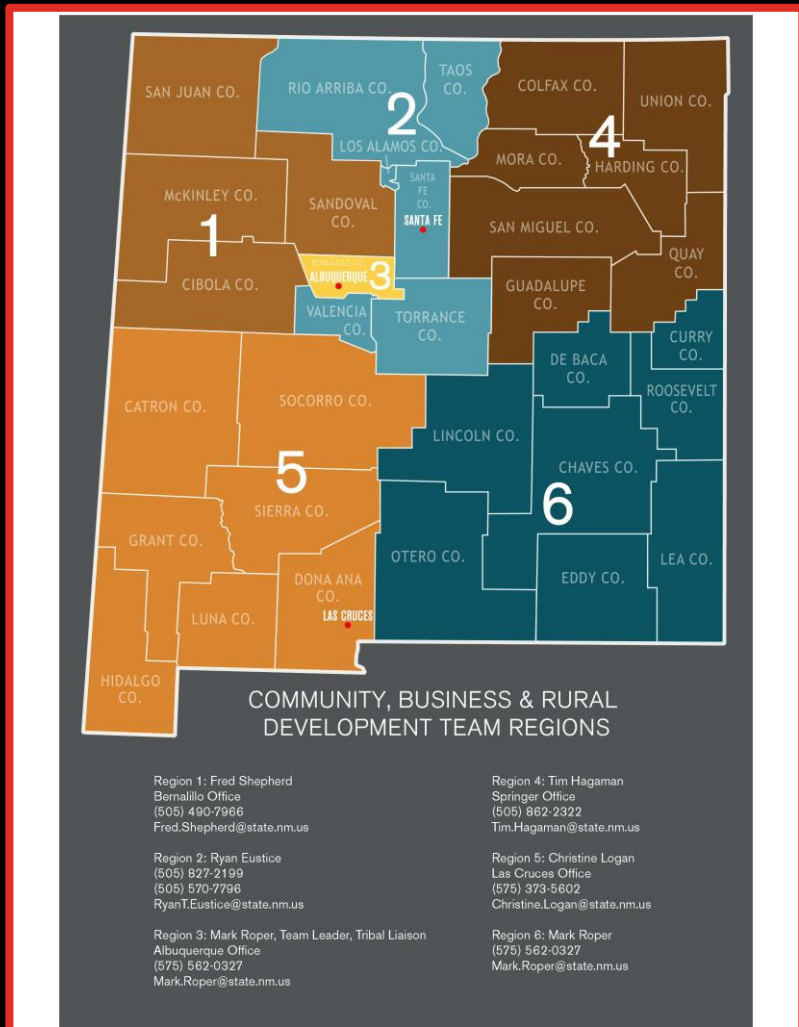 SAN JUAN CO.
RIO ARRIBA CO.
TAOS
CO.
COLFAX CO.
UNION CO.
2
4
LOS ALAMOS CO.
MORA CO.
HARDING CO.
McKINLEY CO.
SANDOVAL
CO.
SANTA
FE
CO.
SANTA FE
SAN MIGUEL CO.
1
QUAY
CO.
CIBOLA CO.
BERNALILLO CO.
ALBUQUERQUE
3
GUADALUPE
CO.
VALENCIA
CO.
TORRANCE
CO.
CURRY
CO.
DE BACA
CO.
ROOSEVELT
CO.
CATRON CO.
SOCORRO CO.
LINCOLN CO.
CHAVES CO.
5
6
SIERRA CO.
GRANT CO.
OTERO CO.
LEA CO.
DONA ANA
CO.
EDDY CO.
LAS CRUCES
LUNA CO.
HIDALGO
CO.
COMMUNITY, BUSINESS & RURAL
DEVELOPMENT TEAM REGIONS
Region 1: Fred Shepherd
Bernalillo Office
(505) 490-7966
Fred.Shepherd@state.nm.us
Region 2: Ryan Eustice
(505) 827-2199
(505) 570-7796
RyanT.Eustice@state.nm.us
Region 3: Mark Roper, Team Leader, Tribal Liaison
Albuquerque Office
(575) 562-0327
Mark.Roper@state.nm.us
Region 4: Tim Hagaman
Springer Office
(505) 862-2322
Tim.Hagaman@state.nm.us
Region 5: Christine Logan
Las Cruces Office
(575) 373-5602
Christine.Logan@state.nm.us
Region 6: Mark Roper
(575) 562-0327
Mark.Roper@state.nm.us